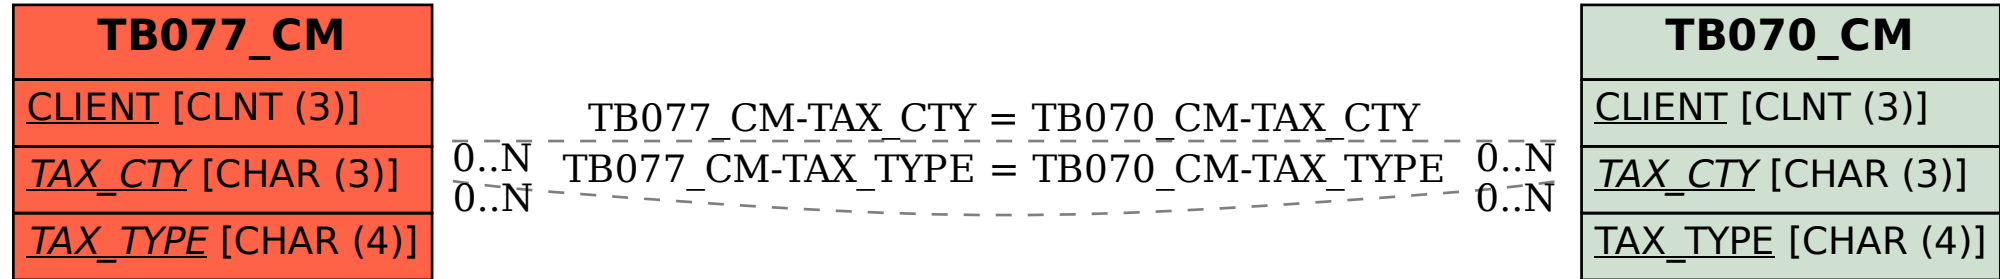 TB077_CM
CLIENT [CLNT (3)]
TAX_CTY [CHAR (3)]
TAX_TYPE [CHAR (4)]
TB077_CM-TAX_CTY = TB070_CM-TAX_CTY
0..N
TB077_CM-TAX_TYPE = TB070_CM-TAX_TYPE
0..N
0..N
0..N
TB070_CM
CLIENT [CLNT (3)]
TAX_CTY [CHAR (3)]
TAX_TYPE [CHAR (4)]